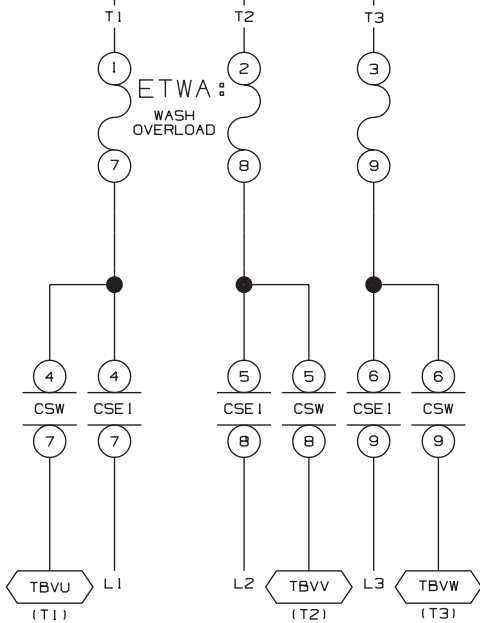 T1 T2 T3
1 2 3
ETWA:
WASH
OVERLOAD
7 8 9
4 4 5 5 6 6
CSW CSE1 CSE1 CSW CSE1 CSW
7 7 8 8 9 9
TBVU L1 L2 TBVV L3 TBVW
(T1) (T2) (T3)